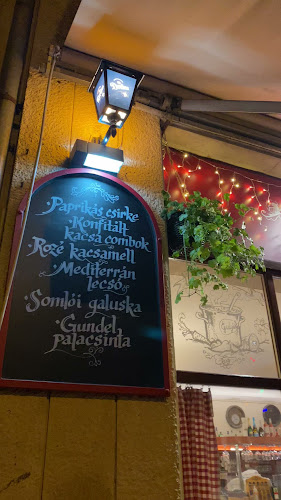 Paprikás csirke
Konfitált
kacsa combok
Rozé kacsamell
Mediterrán
lecsó
Somlói galuska
Gundel
palacsinta